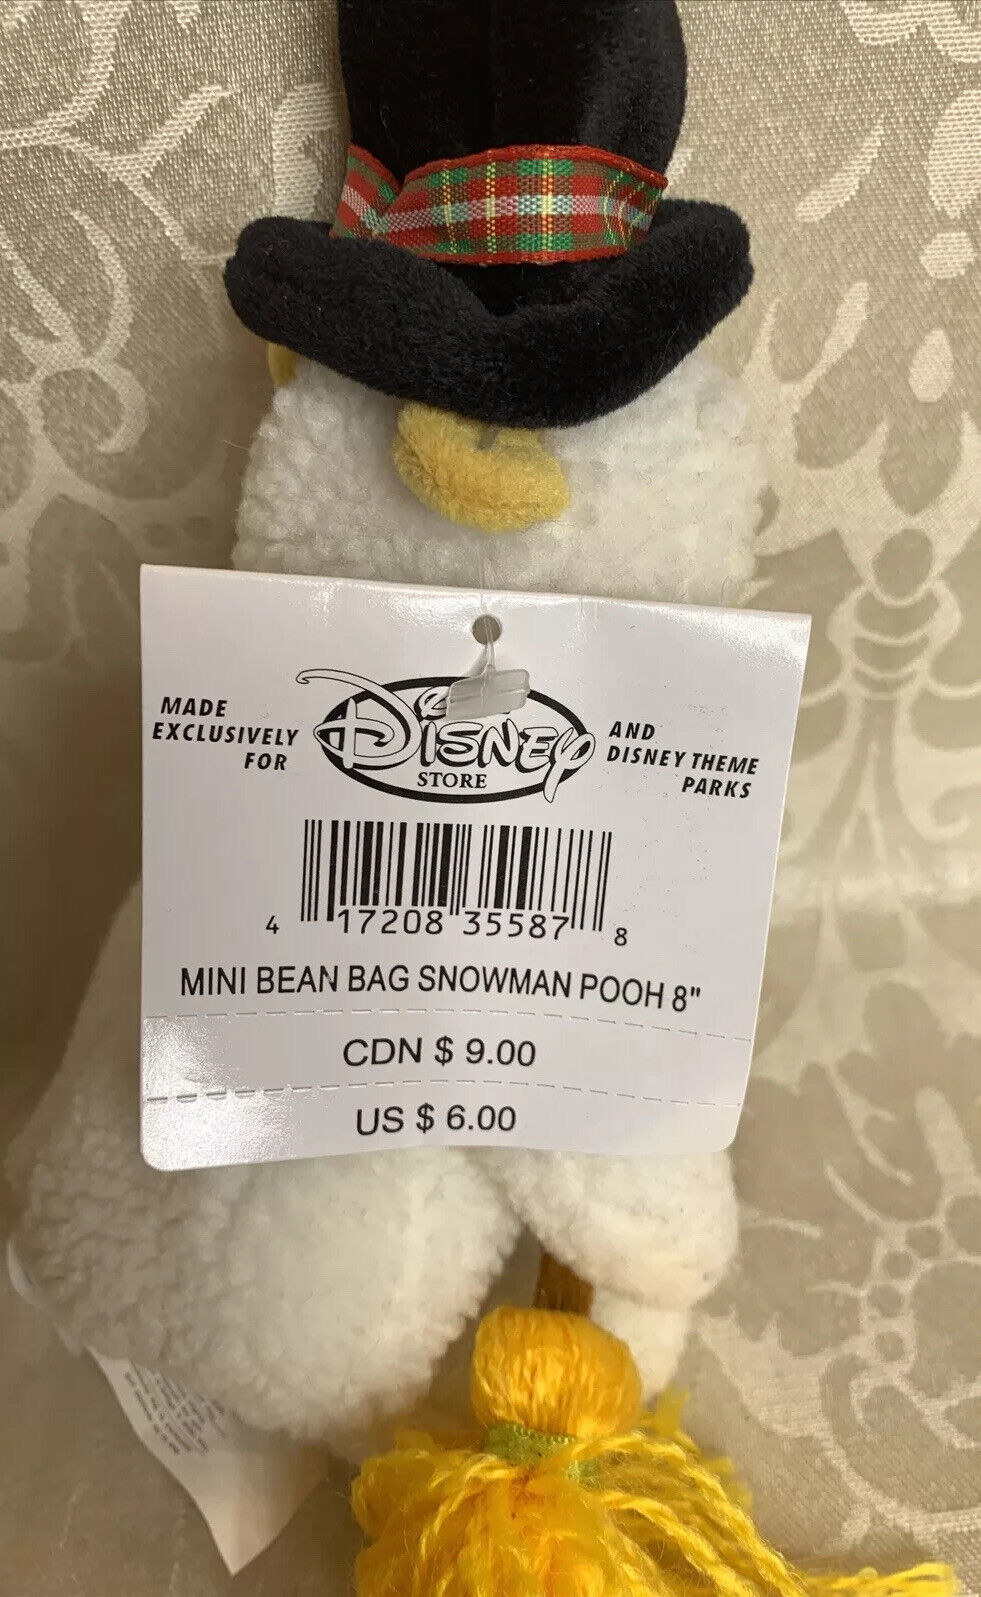 MADE
EXCLUSIVELY
FOR
DISNEY
STORE
AND
DISNEY THEME
PARKS
4 17208 35587 8
MINI BEAN BAG SNOWMAN POOH 8"
CDN $ 9.00
US $ 6.00